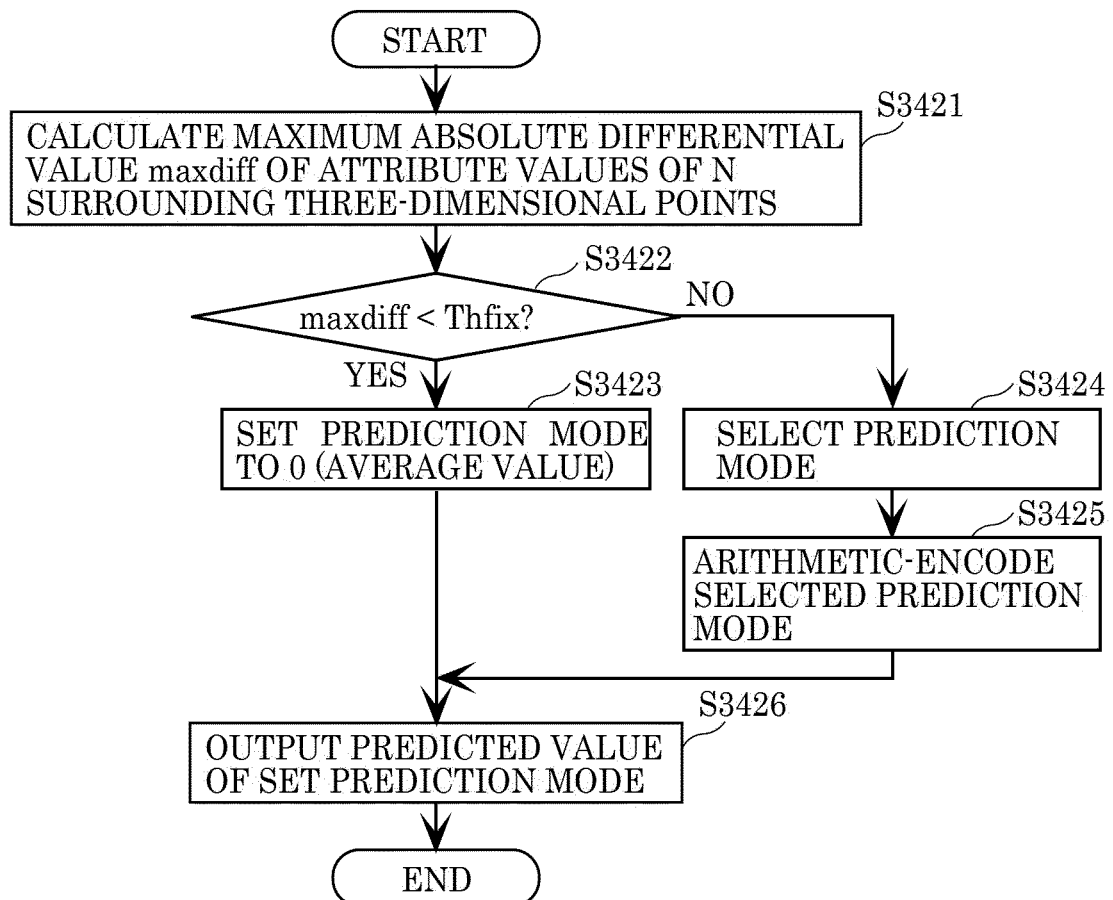 START
S3421
CALCULATE MAXIMUM ABSOLUTE DIFFERENTIAL
VALUE maxdiff OF ATTRIBUTE VALUES OF N
SURROUNDING THREE-DIMENSIONAL POINTS
S3422
maxdiff < Thfix?
NO
YES
S3423
SET PREDICTION MODE
TO 0 (AVERAGE VALUE)
S3424
SELECT PREDICTION
MODE
S3425
ARITHMETIC-ENCODE
SELECTED PREDICTION
MODE
S3426
OUTPUT PREDICTED VALUE
OF SET PREDICTION MODE
END